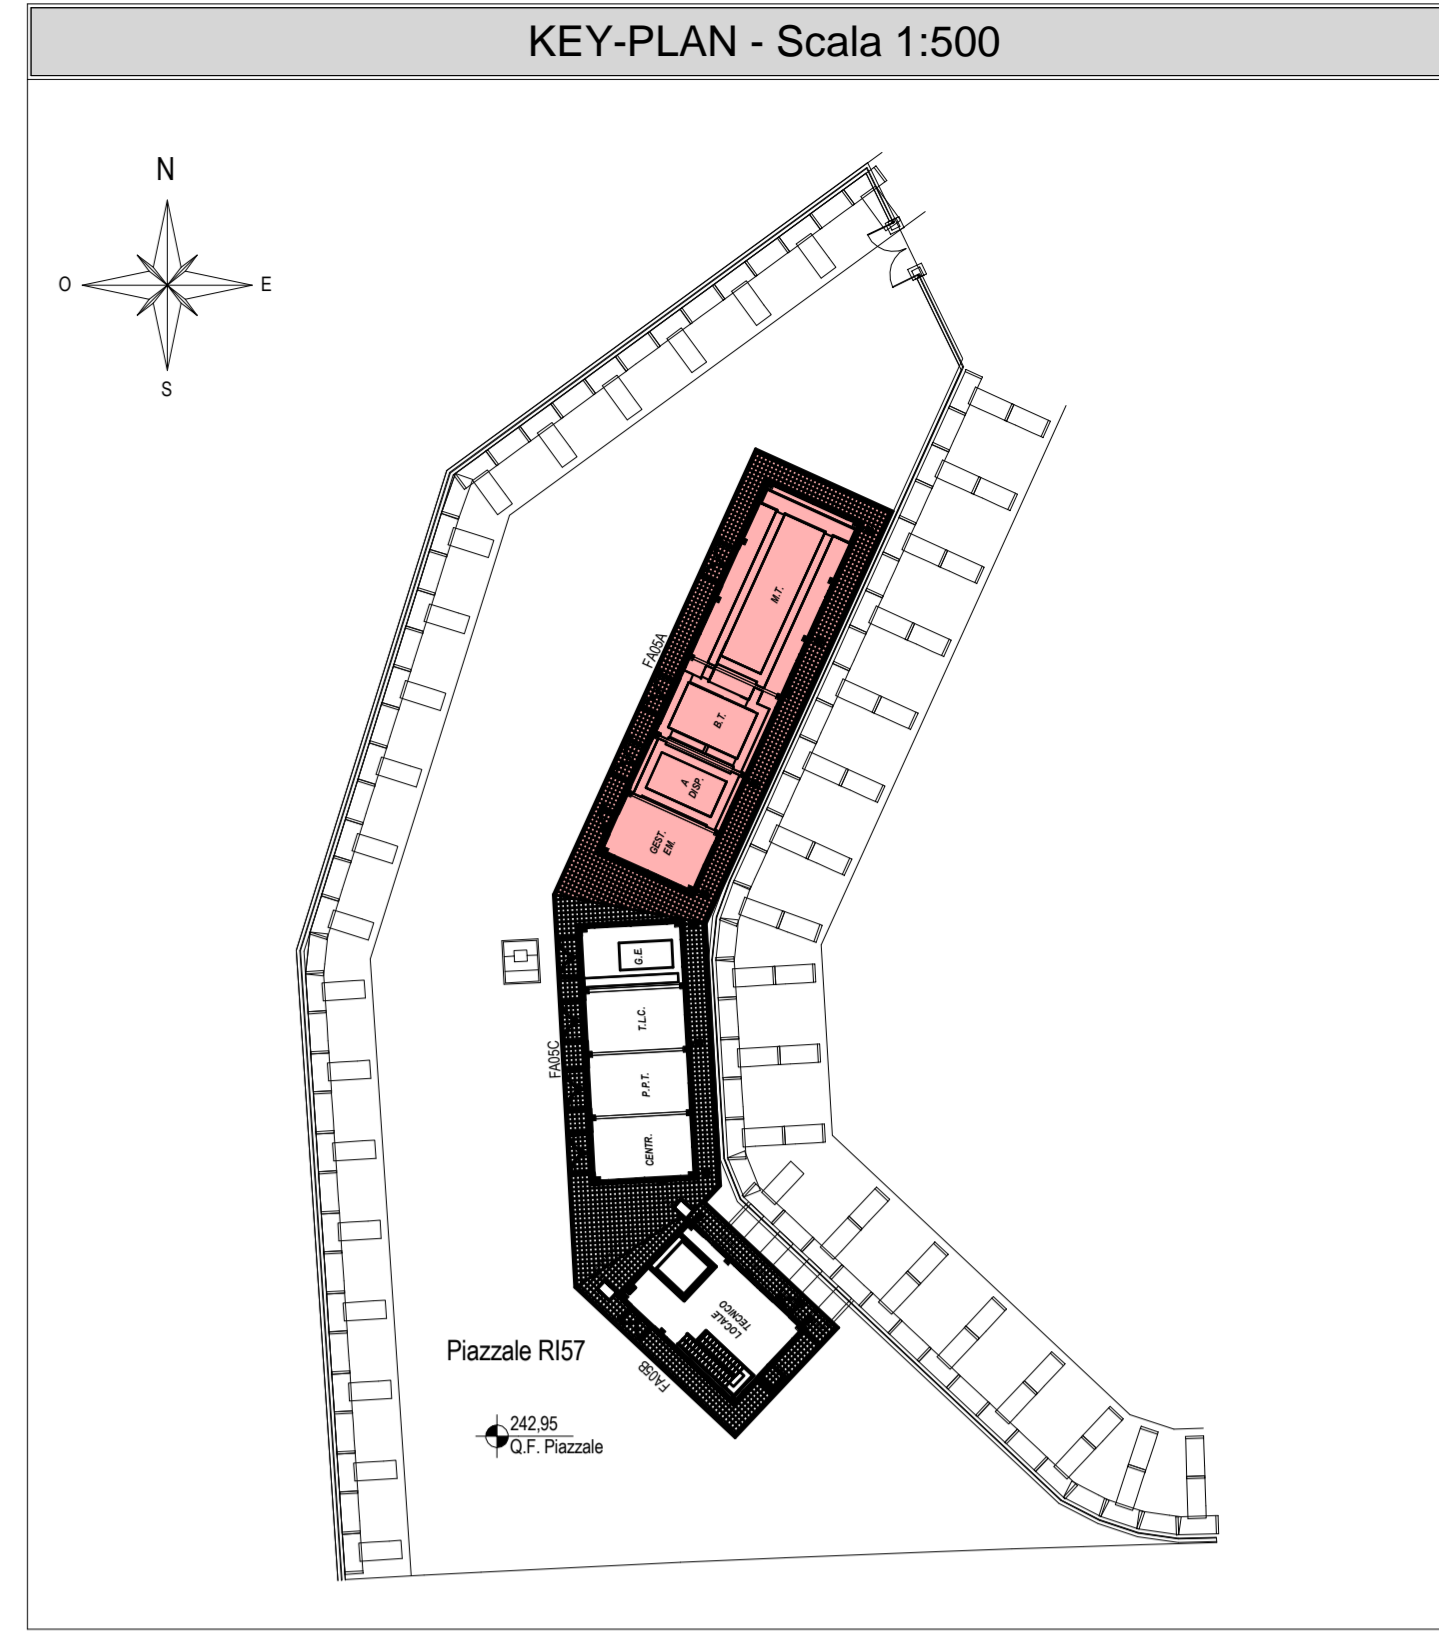 KEY-PLAN - Scala 1:500
N
O
E
S
M.T.
FA05A
B.T.
A
DISP.
GEST.
EM.
G.E.
T.L.C.
FA05C
P.P.T.
CENTR.
LOCALE
TECNICO
Piazzale RI57
FA05B
242,95
Q.F. Piazzale